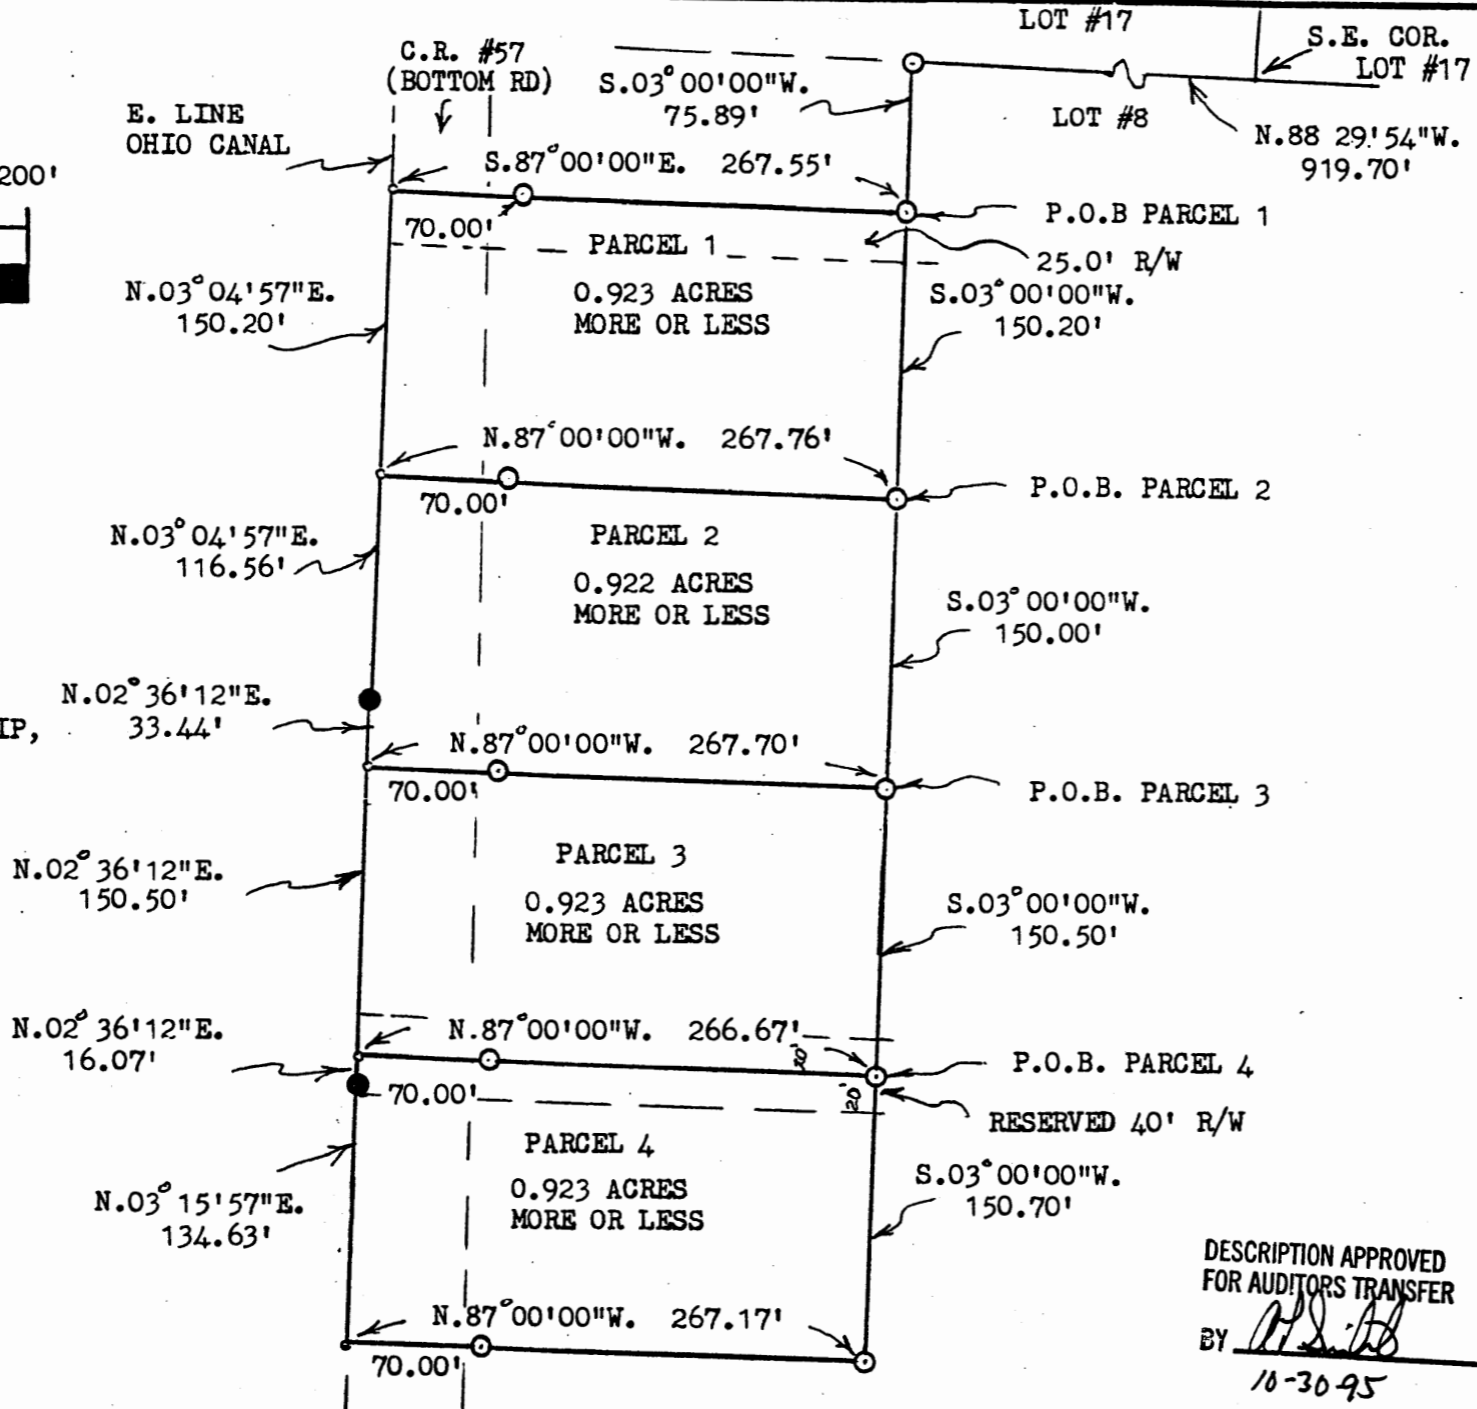 LOT #17
S.E. COR.
LOT #17
C.R. #57
(BOTTOM RD)
S.03°00'00"W.
75.89'
LOT #8
N.88 29'54"W.
919.70'
E. LINE
OHIO CANAL
200'
S.87°00'00"E. 267.55'
P.O.B PARCEL 1
70.00'
PARCEL 1
25.0' R/W
N.03°04'57"E.
150.20'
0.923 ACRES
MORE OR LESS
S.03°00'00"W.
150.20'
N.87°00'00"W. 267.76'
P.O.B. PARCEL 2
70.00'
N.03°04'57"E.
116.56'
PARCEL 2
0.922 ACRES
MORE OR LESS
S.03°00'00"W.
150.00'
N.02°36'12"E.
33.44'
IP,
N.87°00'00"W. 267.70'
70.00'
P.O.B. PARCEL 3
N.02°36'12"E.
150.50'
PARCEL 3
0.923 ACRES
MORE OR LESS
S.03°00'00"W.
150.50'
N.02°36'12"E.
16.07'
N.87°00'00"W. 266.67'
20'
P.O.B. PARCEL 4
70.00'
20'
RESERVED 40' R/W
PARCEL 4
0.923 ACRES
MORE OR LESS
S.03°00'00"W.
150.70'
N.03°15'57"E.
134.63'
N.87°00'00"W. 267.17'
70.00'
DESCRIPTION APPROVED
FOR AUDITORS TRANSFER
BY
10-30-95